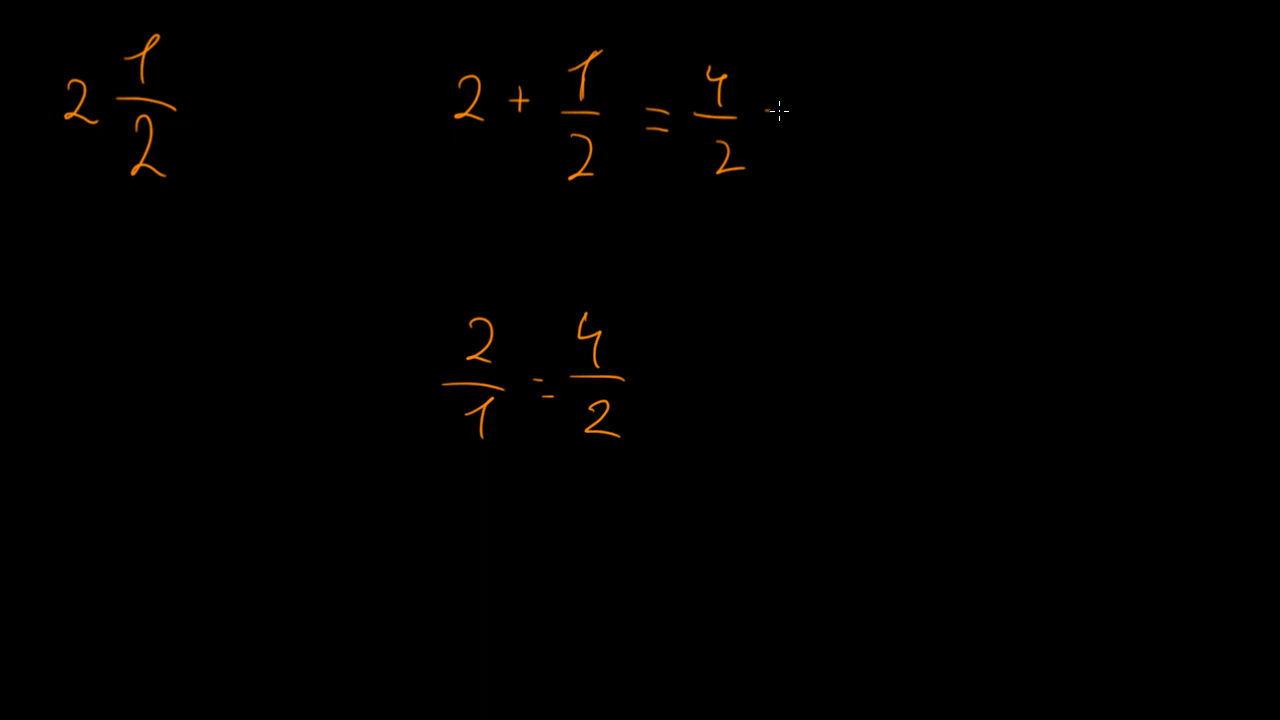 2 1/2
2 + 1/2 = 4/2
2/1 = 4/2